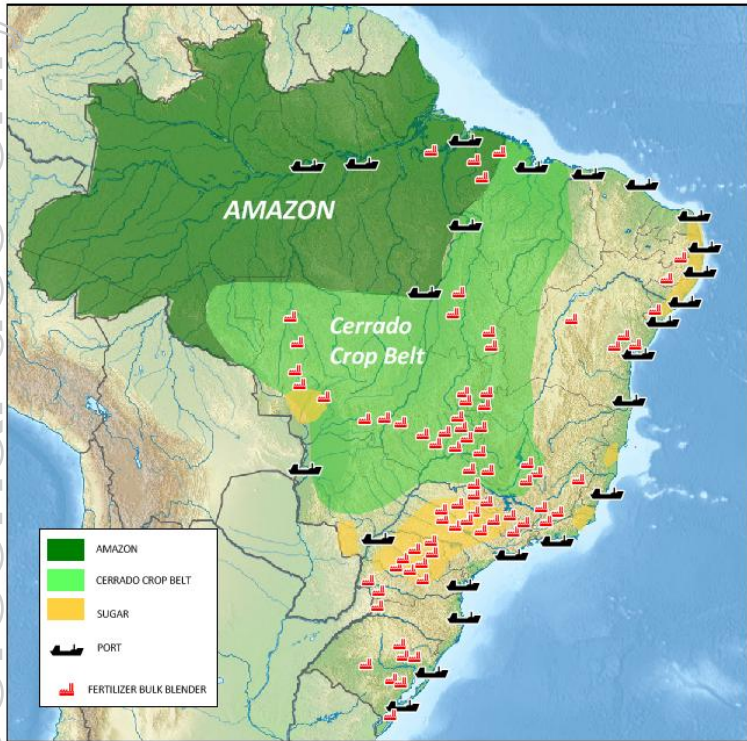 AMAZON
Cerrado
Crop Belt
AMAZON
CERRADO CROP BELT
SUGAR
PORT
FERTILIZER BULK BLENDER